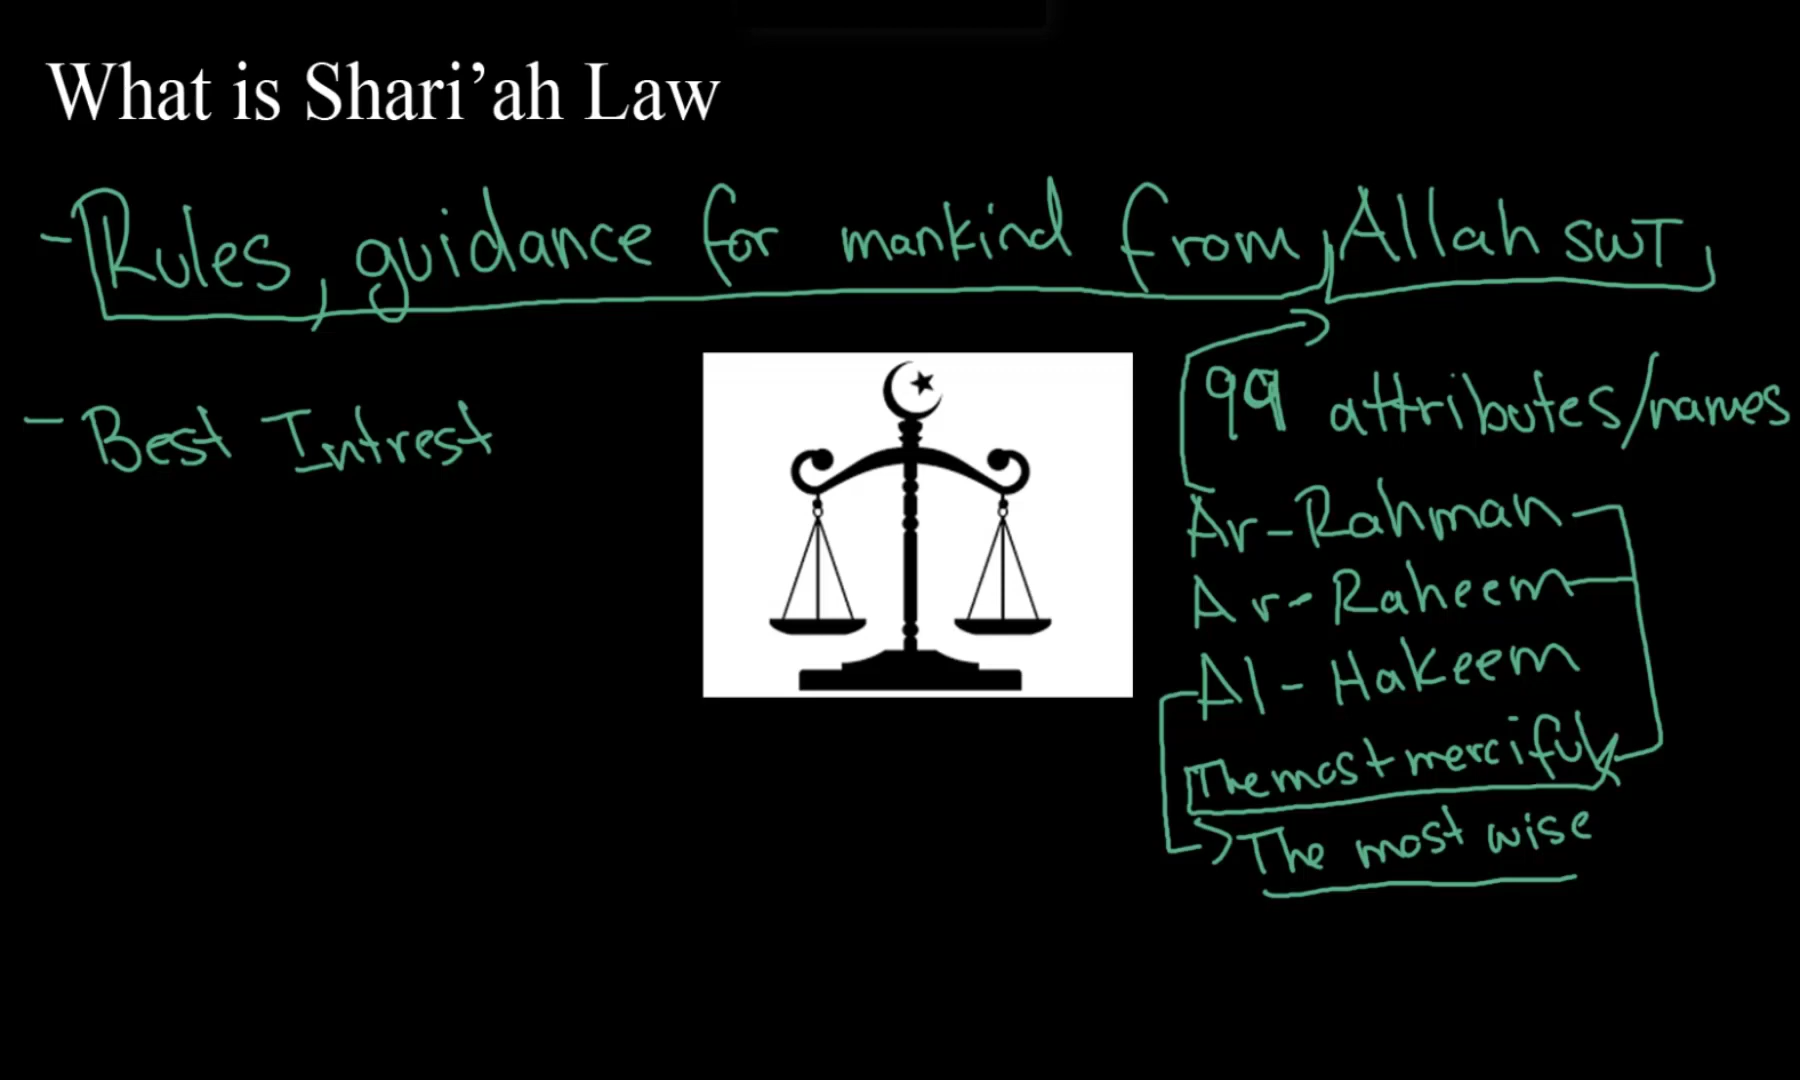 What is Shari'ah Law
- Rules, guidance for mankind from Allah SWT
- Best Intrest
99 attributes/names
Ar-Rahman
Ar-Raheem
Al-Hakeem
The most merciful
The most wise